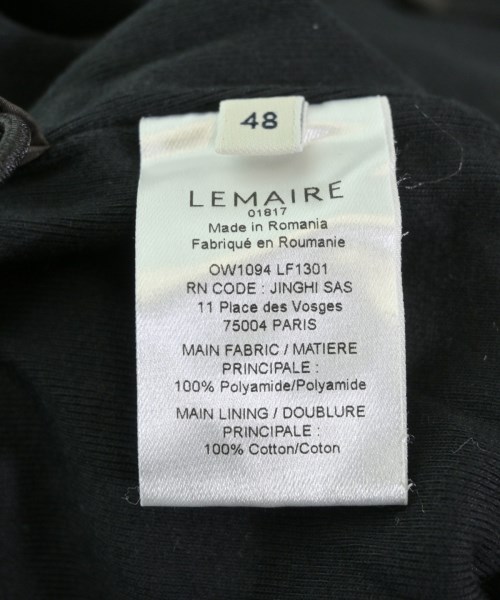 48
LEMAIRE
01817
Made in Romania
Fabriqué en Roumanie
OW1094 LF1301
RN CODE : JINGHI SAS
11 Place des Vosges
75004 PARIS
MAIN FABRIC / MATIERE
PRINCIPALE :
100% Polyamide/Polyamide
MAIN LINING / DOUBLURE
PRINCIPALE :
100% Cotton/Coton